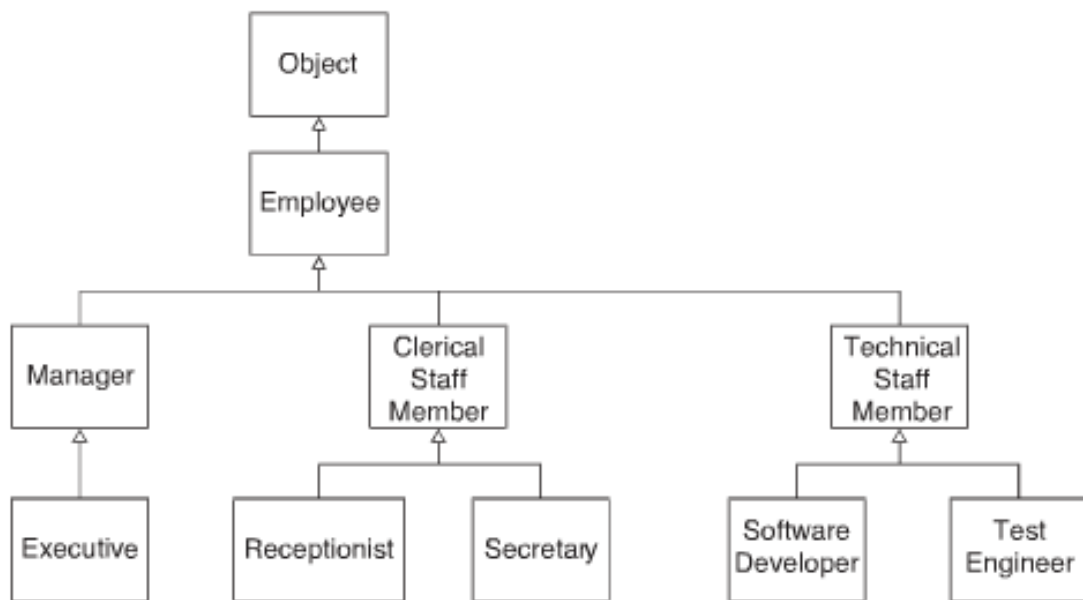 Object
Employee
Manager
Clerical
Staff
Member
Technical
Staff
Member
Executive
Receptionist
Secretary
Software
Developer
Test
Engineer